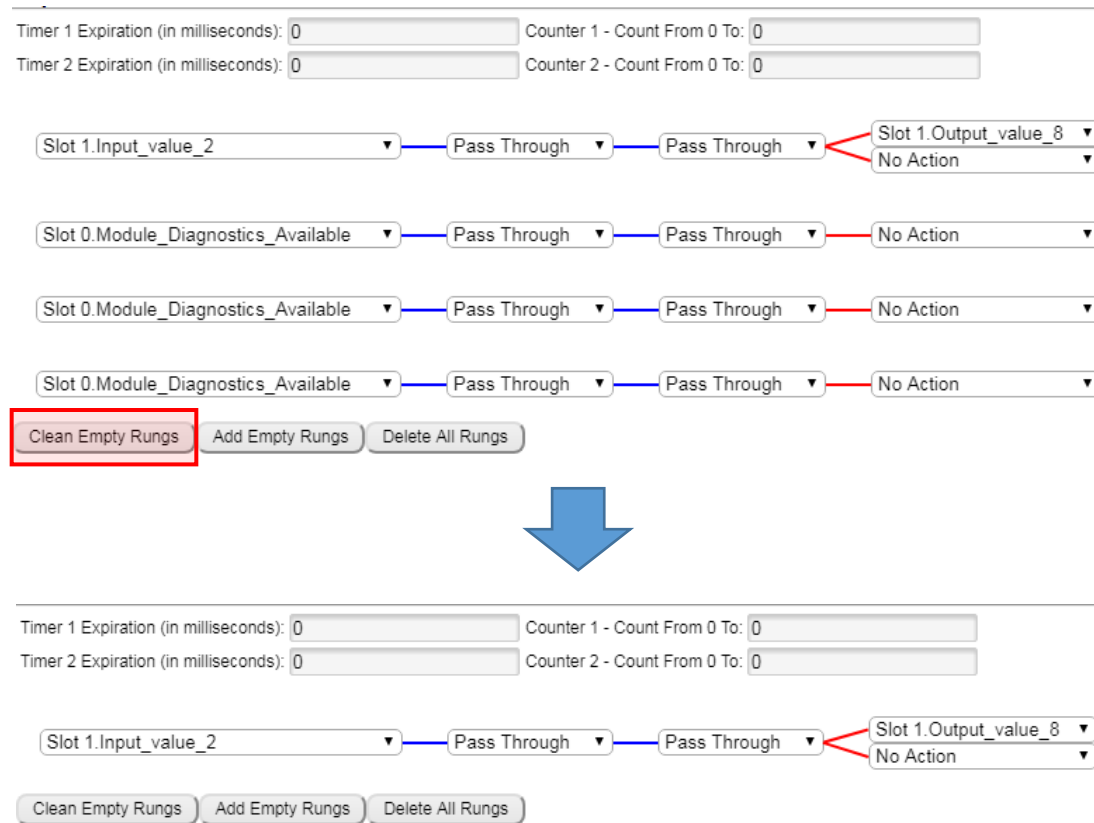 Timer 1 Expiration (in milliseconds): 0 Counter 1 - Count From 0 To: 0
Timer 2 Expiration (in milliseconds): 0 Counter 2 - Count From 0 To: 0
Slot 1.Input_value_2 Pass Through Pass Through Slot 1.Output_value_8
No Action
Slot 0.Module_Diagnostics_Available Pass Through Pass Through No Action
Slot 0.Module_Diagnostics_Available Pass Through Pass Through No Action
Slot 0.Module_Diagnostics_Available Pass Through Pass Through No Action
Clean Empty Rungs Add Empty Rungs Delete All Rungs
Timer 1 Expiration (in milliseconds): 0 Counter 1 - Count From 0 To: 0
Timer 2 Expiration (in milliseconds): 0 Counter 2 - Count From 0 To: 0
Slot 1.Input_value_2 Pass Through Pass Through Slot 1.Output_value_8
No Action
Clean Empty Rungs Add Empty Rungs Delete All Rungs